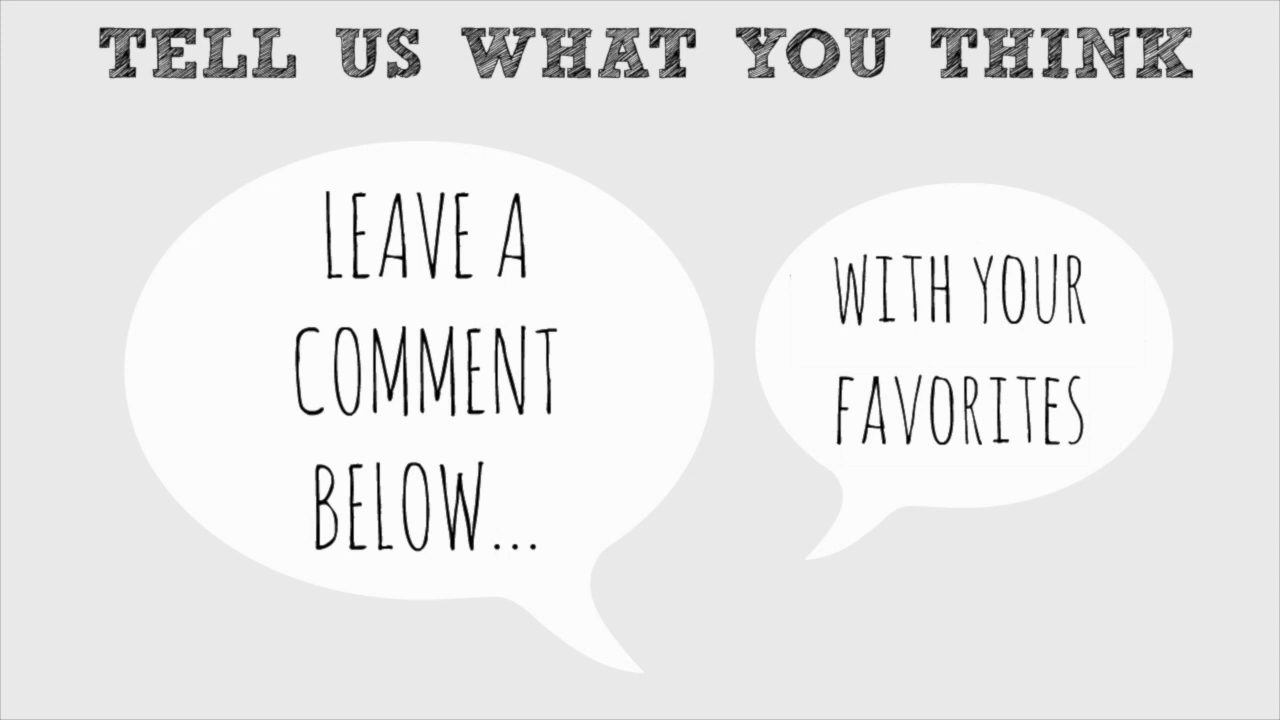 TELL US WHAT YOU THINK
LEAVE A
COMMENT
BELOW...
WITH YOUR
FAVORITES